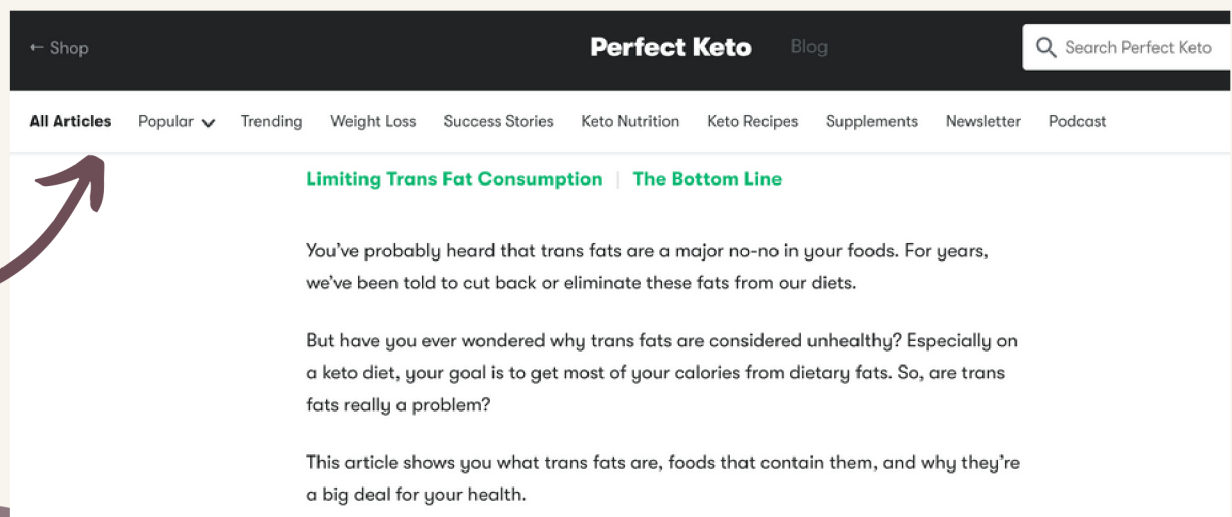 ← Shop
Perfect Keto Blog
Search Perfect Keto
All Articles Popular Trending Weight Loss Success Stories Keto Nutrition Keto Recipes Supplements Newsletter Podcast
Limiting Trans Fat Consumption | The Bottom Line
You’ve probably heard that trans fats are a major no-no in your foods. For years,
we’ve been told to cut back or eliminate these fats from our diets.
But have you ever wondered why trans fats are considered unhealthy? Especially on
a keto diet, your goal is to get most of your calories from dietary fats. So, are trans
fats really a problem?
This article shows you what trans fats are, foods that contain them, and why they’re
a big deal for your health.